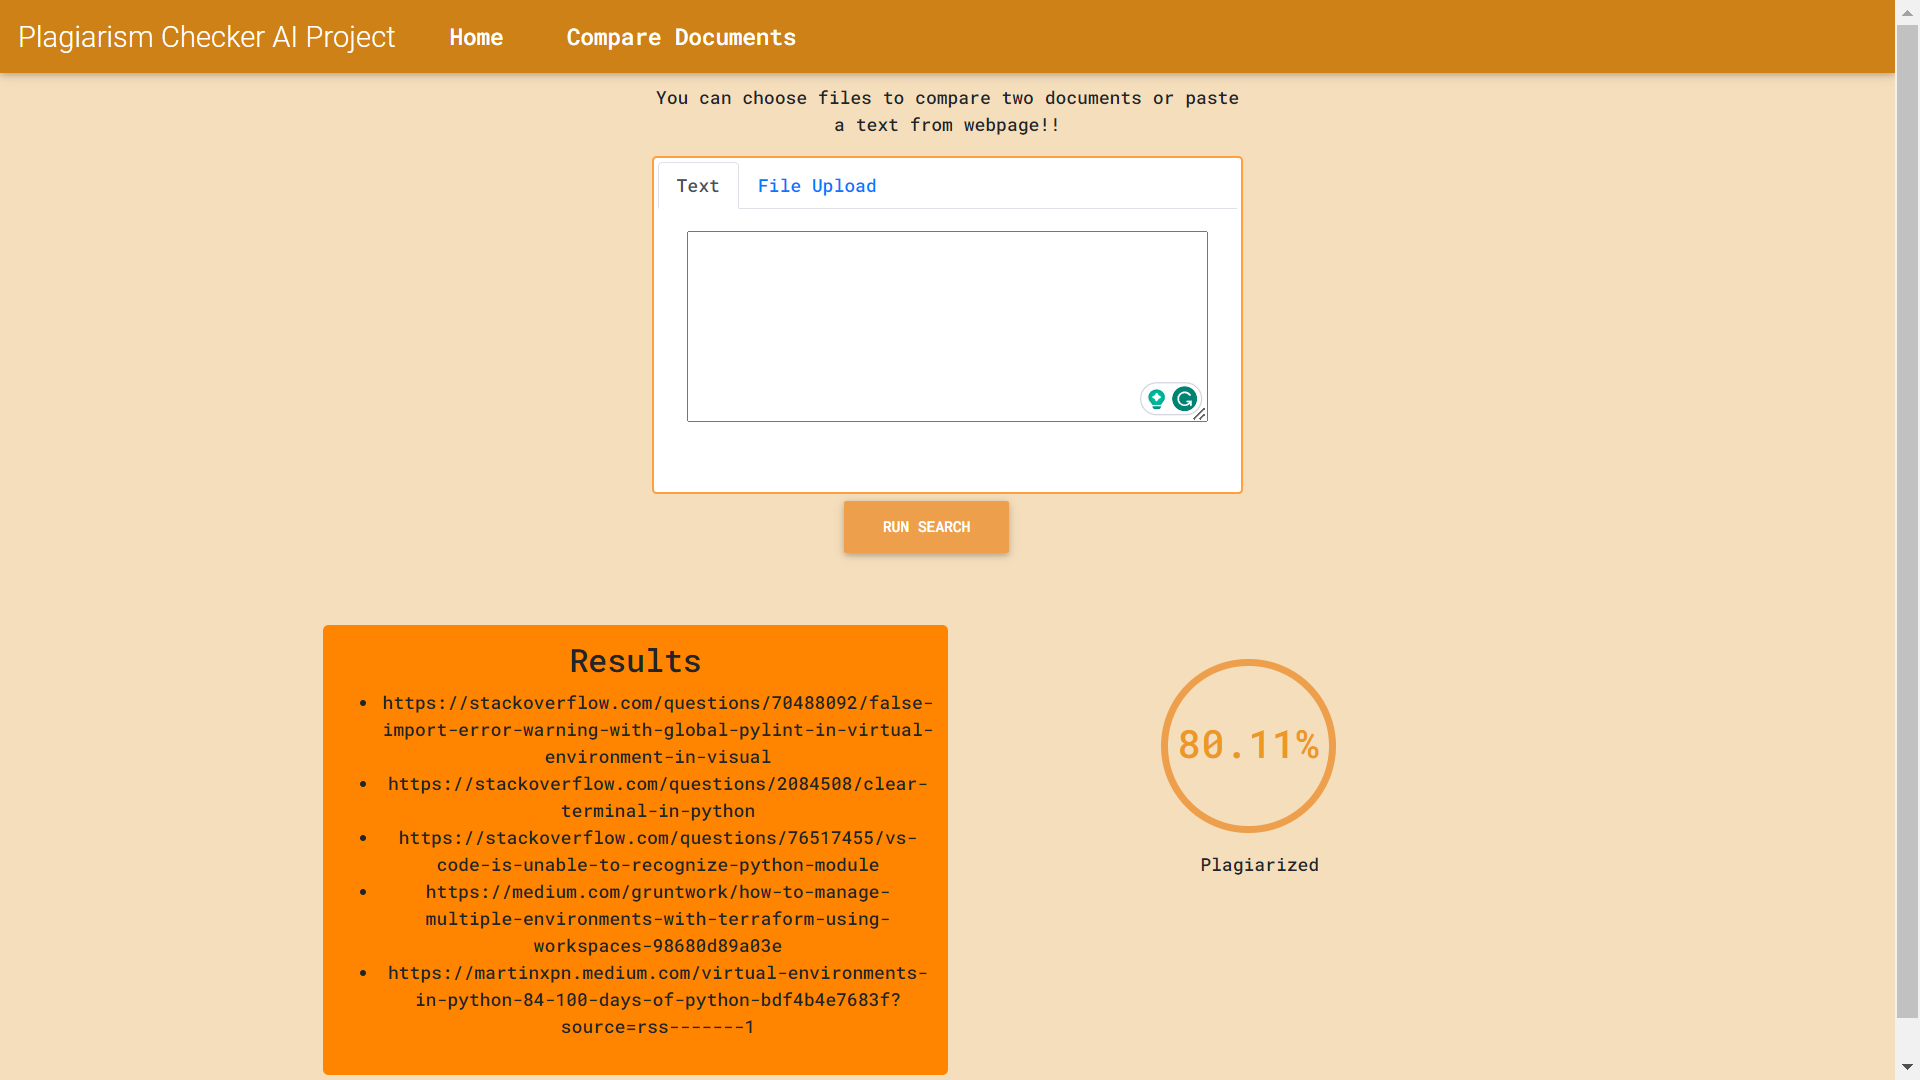 Plagiarism Checker AI Project Home Compare Documents
You can choose files to compare two documents or paste
a text from webpage!!
Text File Upload
RUN SEARCH
Results
https://stackoverflow.com/questions/70488092/false-
import-error-warning-with-global-pylint-in-virtual-
environment-in-visual
https://stackoverflow.com/questions/2084508/clear-
terminal-in-python
https://stackoverflow.com/questions/76517455/vs-
code-is-unable-to-recognize-python-module
https://medium.com/gruntwork/how-to-manage-
multiple-environments-with-terraform-using-
workspaces-98680d89a03e
https://martinxpn.medium.com/virtual-environments-
in-python-84-100-days-of-python-bdf4b4e7683f?
source=rss-------1
80.11%
Plagiarized